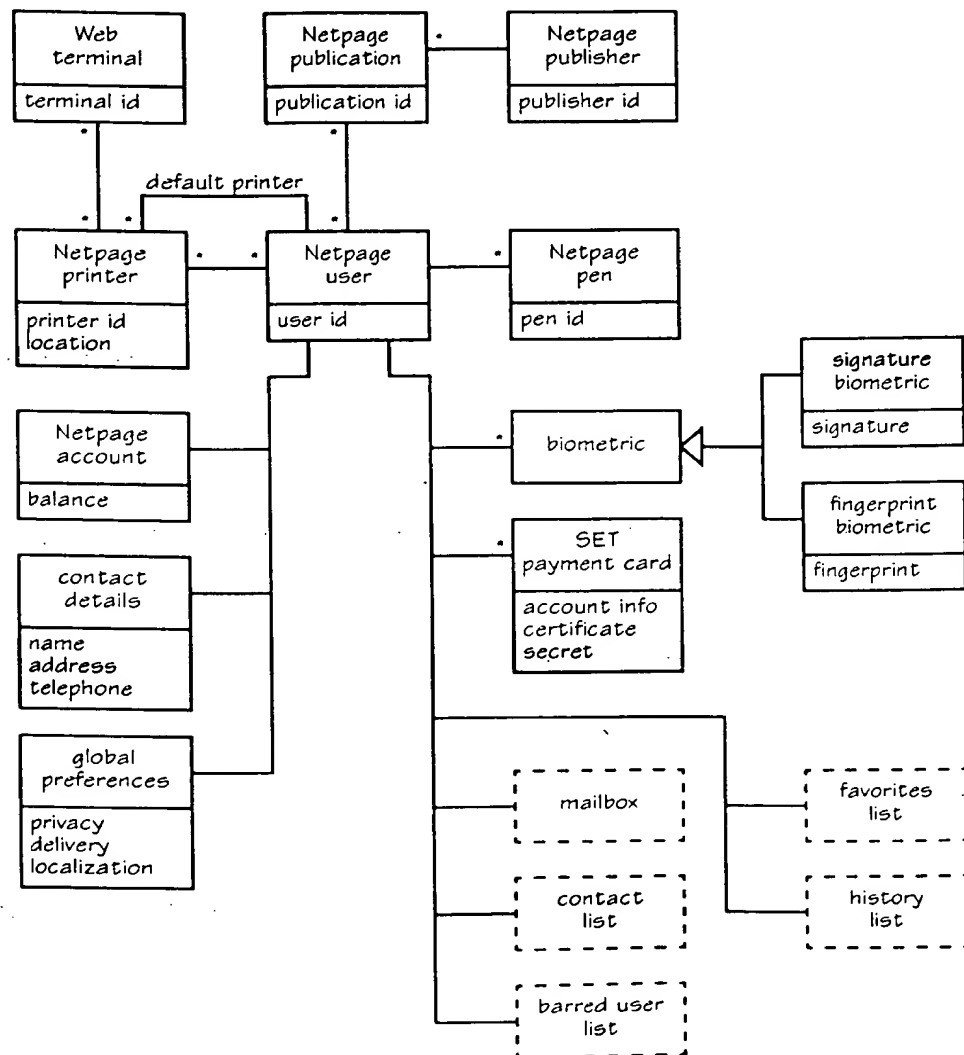 Web
terminal
terminal id
Netpage
publication
publication id
*
Netpage
publisher
publisher id
*
*
default printer
*
*
*
Netpage
printer
printer id
location
*
*
Netpage
user
user id
*
Netpage
pen
pen id
Netpage
account
balance
*
biometric
signature
biometric
signature
fingerprint
biometric
fingerprint
contact
details
name
address
telephone
*
SET
payment card
account info
certificate
secret
global
preferences
privacy
delivery
localization
mailbox
favorites
list
contact
list
history
list
barred user
list